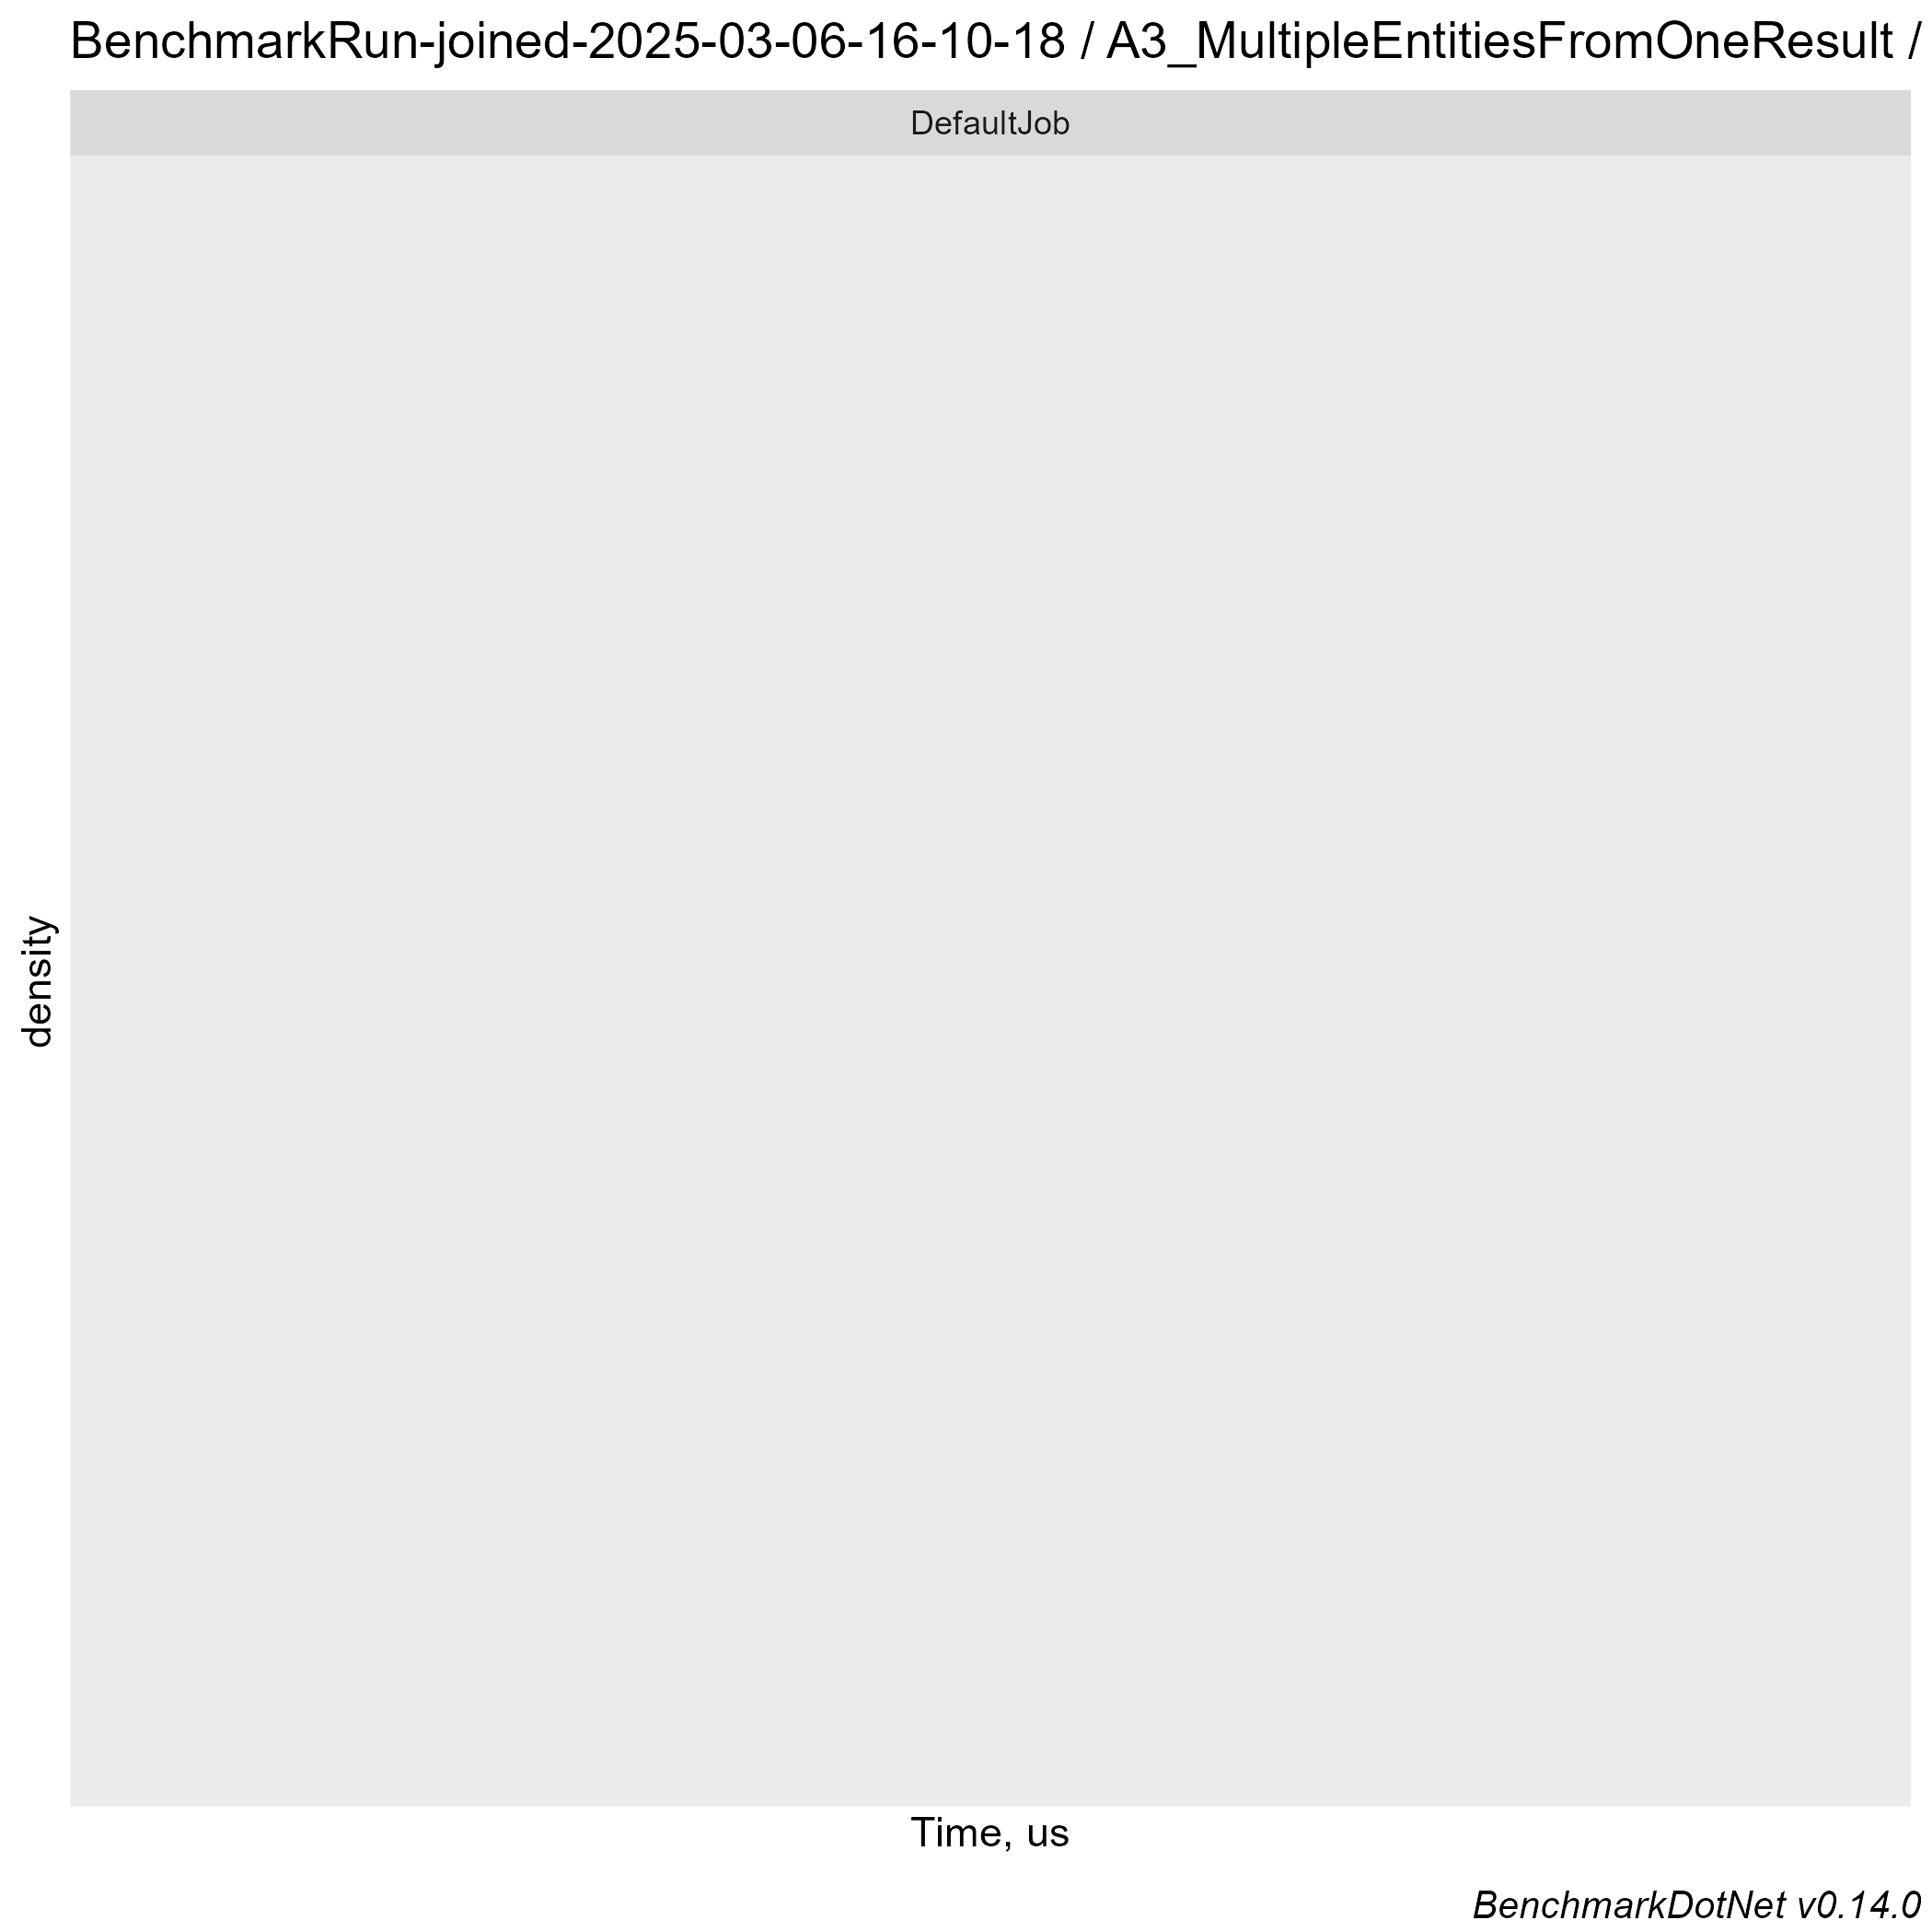 BenchmarkRun-joined-2025-03-06-16-10-18 / A3_MultipleEntitiesFromOneResult /
DefaultJob
density
Time, us
BenchmarkDotNet v0.14.0